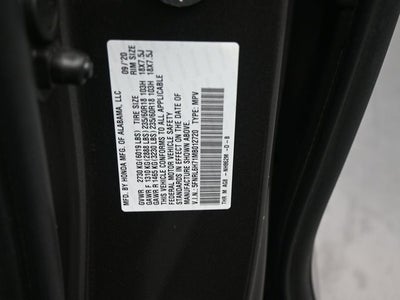 MFD. BY HONDA MFG. OF ALABAMA, LLC 09/20
TIRE SIZE RIM SIZE
GVWR 2730 KG(6019 LBS)
GAWR F 1310 KG(2888 LBS) 235/60R18 103H 18X7.5J
GAWR R 1465 KG(3230 LBS) 235/60R18 103H 18X7.5J
THIS VEHICLE CONFORMS TO ALL APPLICABLE
FEDERAL MOTOR VEHICLE SAFETY
STANDARDS IN EFFECT ON THE DATE OF
MANUFACTURE SHOWN ABOVE.
V.I.N.: TYPE: MPV